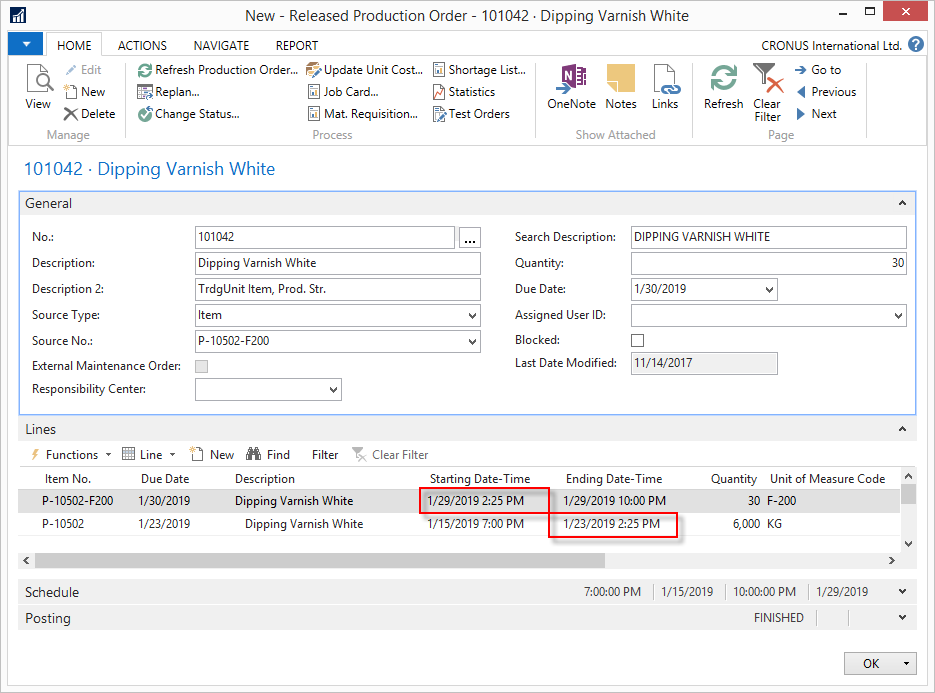 New - Released Production Order - 101042 · Dipping Varnish White
HOME ACTIONS NAVIGATE REPORT CRONUS International Ltd. ?
View
Edit
New
Delete
Manage
Refresh Production Order...
Replan...
Change Status...
Update Unit Cost...
Job Card...
Mat. Requisition...
Shortage List...
Statistics
Test Orders
Process
OneNote
Notes
Links
Show Attached
Refresh
Clear
Filter
Go to
Previous
Next
Page
101042 · Dipping Varnish White
General
No.: 101042 ...
Description: Dipping Varnish White
Description 2: TrdgUnit Item, Prod. Str.
Source Type: Item
Source No.: P-10502-F200
External Maintenance Order:
Responsibility Center:
Search Description: DIPPING VARNISH WHITE
Quantity: 30
Due Date: 1/30/2019
Assigned User ID:
Blocked:
Last Date Modified: 11/14/2017
Lines
Functions Line New Find Filter Clear Filter
Item No. Due Date Description Starting Date-Time Ending Date-Time Quantity Unit of Measure Code
P-10502-F200 1/30/2019 Dipping Varnish White 1/29/2019 2:25 PM 1/29/2019 10:00 PM 30 F-200
P-10502 1/23/2019 Dipping Varnish White 1/15/2019 7:00 PM 1/23/2019 2:25 PM 6,000 KG
Schedule 7:00:00 PM 1/15/2019 10:00:00 PM 1/29/2019
Posting FINISHED
OK